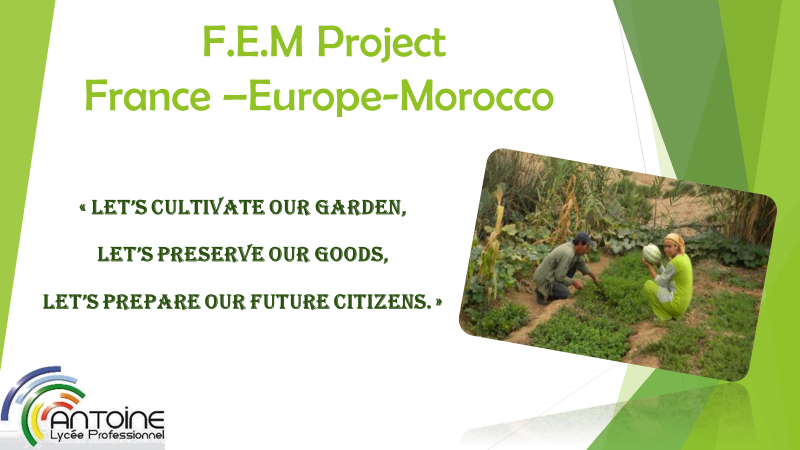 F.E.M Project
France –Europe-Morocco
« LET'S CULTIVATE OUR GARDEN,
LET'S PRESERVE OUR GOODS,
LET'S PREPARE OUR FUTURE CITIZENS. »
ANTOINE
Lycée Professionnel